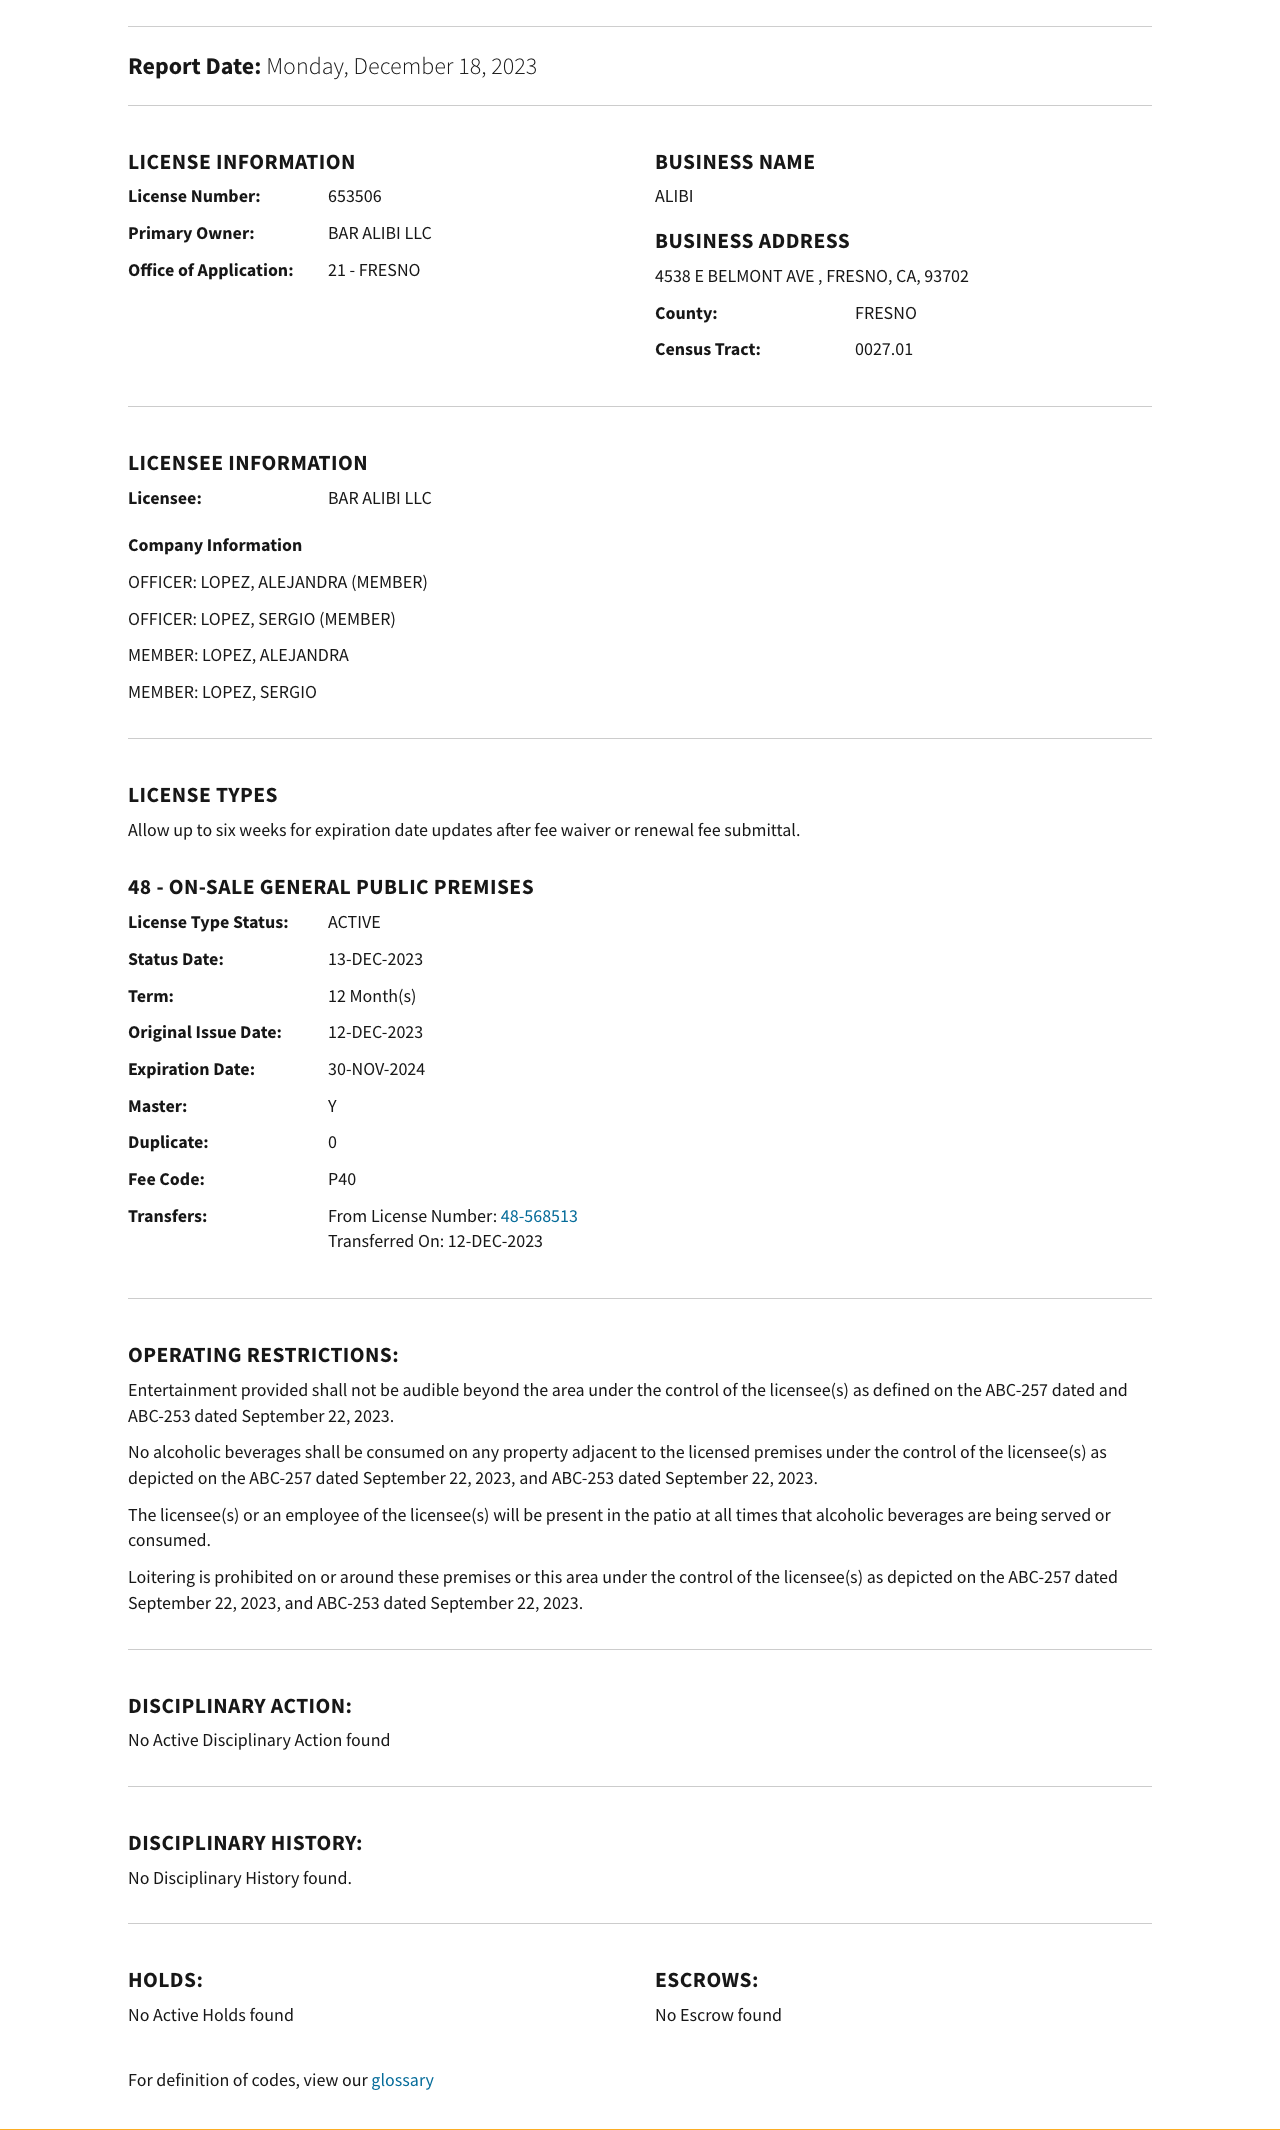 Report Date: Monday, December 18, 2023
LICENSE INFORMATION
License Number: 653506
Primary Owner: BAR ALIBI LLC
Office of Application: 21 - FRESNO
BUSINESS NAME
ALIBI
BUSINESS ADDRESS
4538 E BELMONT AVE , FRESNO, CA, 93702
County: FRESNO
Census Tract: 0027.01
LICENSEE INFORMATION
Licensee: BAR ALIBI LLC
Company Information
OFFICER: LOPEZ, ALEJANDRA (MEMBER)
OFFICER: LOPEZ, SERGIO (MEMBER)
MEMBER: LOPEZ, ALEJANDRA
MEMBER: LOPEZ, SERGIO
LICENSE TYPES
Allow up to six weeks for expiration date updates after fee waiver or renewal fee submittal.
48 - ON-SALE GENERAL PUBLIC PREMISES
License Type Status: ACTIVE
Status Date: 13-DEC-2023
Term: 12 Month(s)
Original Issue Date: 12-DEC-2023
Expiration Date: 30-NOV-2024
Master: Y
Duplicate: 0
Fee Code: P40
Transfers: From License Number: 48-568513
Transferred On: 12-DEC-2023
OPERATING RESTRICTIONS:
Entertainment provided shall not be audible beyond the area under the control of the licensee(s) as defined on the ABC-257 dated and
ABC-253 dated September 22, 2023.
No alcoholic beverages shall be consumed on any property adjacent to the licensed premises under the control of the licensee(s) as
depicted on the ABC-257 dated September 22, 2023, and ABC-253 dated September 22, 2023.
The licensee(s) or an employee of the licensee(s) will be present in the patio at all times that alcoholic beverages are being served or
consumed.
Loitering is prohibited on or around these premises or this area under the control of the licensee(s) as depicted on the ABC-257 dated
September 22, 2023, and ABC-253 dated September 22, 2023.
DISCIPLINARY ACTION:
No Active Disciplinary Action found
DISCIPLINARY HISTORY:
No Disciplinary History found.
HOLDS:
No Active Holds found
ESCROWS:
No Escrow found
For definition of codes, view our glossary